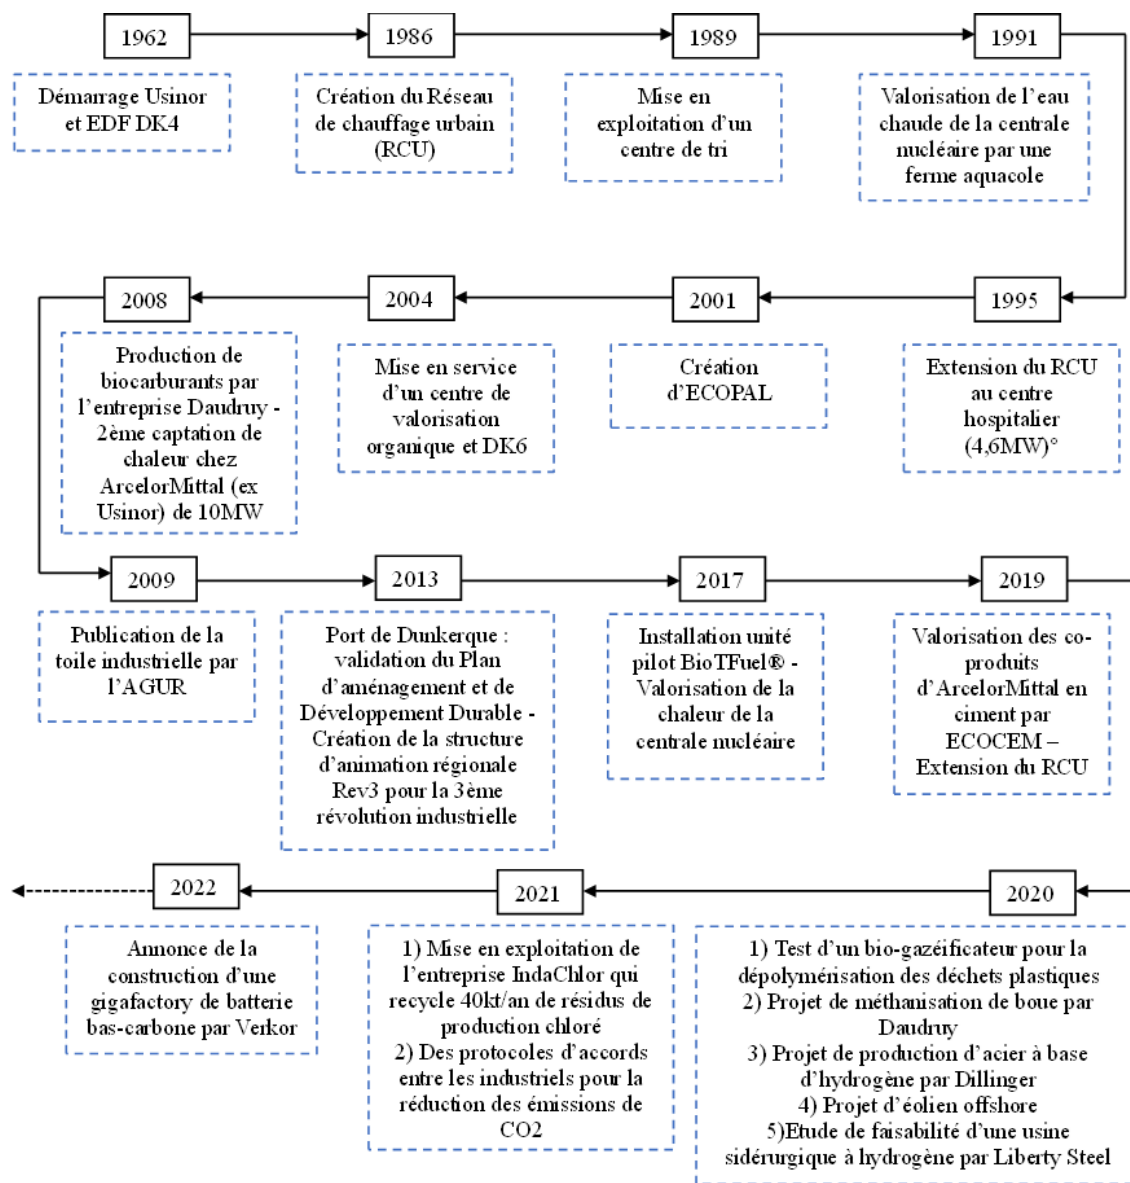 1962
Démarrage Usinor
et EDF DK4
1986
Création du Réseau
de chauffage urbain
(RCU)
1989
Mise en
exploitation d’un
centre de tri
1991
Valorisation de l’eau
chaude de la centrale
nucléaire par une
ferme aquacole
1995
Extension du RCU
au centre
hospitalier
(4,6MW)°
2001
Création
d’ECOPAL
2004
Mise en service
d’un centre de
valorisation
organique et DK6
2008
Production de
biocarburants par
l’entreprise Daudruy -
2ème captation de
chaleur chez
ArcelorMittal (ex
Usinor) de 10MW
2009
Publication de la
toile industrielle par
l’AGUR
2013
Port de Dunkerque :
validation du Plan
d’aménagement et de
Développement Durable -
Création de la structure
d’animation régionale
Rev3 pour la 3ème
révolution industrielle
2017
Installation unité
pilot BioTFuel® -
Valorisation de la
chaleur de la
centrale nucléaire
2019
Valorisation des co-
produits
d’ArcelorMittal en
ciment par
ECOCEM –
Extension du RCU
2020
1) Test d’un bio-gazéificateur pour la
dépolymérisation des déchets plastiques
2) Projet de méthanisation de boue par
Daudruy
3) Projet de production d’acier à base
d’hydrogène par Dillinger
4) Projet d’éolien offshore
5)Etude de faisabilité d’une usine
sidérurgique à hydrogène par Liberty Steel
2021
1) Mise en exploitation de
l’entreprise IndaChlor qui
recycle 40kt/an de résidus de
production chloré
2) Des protocoles d’accords
entre les industriels pour la
réduction des émissions de
CO2
2022
Annonce de la
construction d’une
gigafactory de batterie
bas-carbone par Verkor